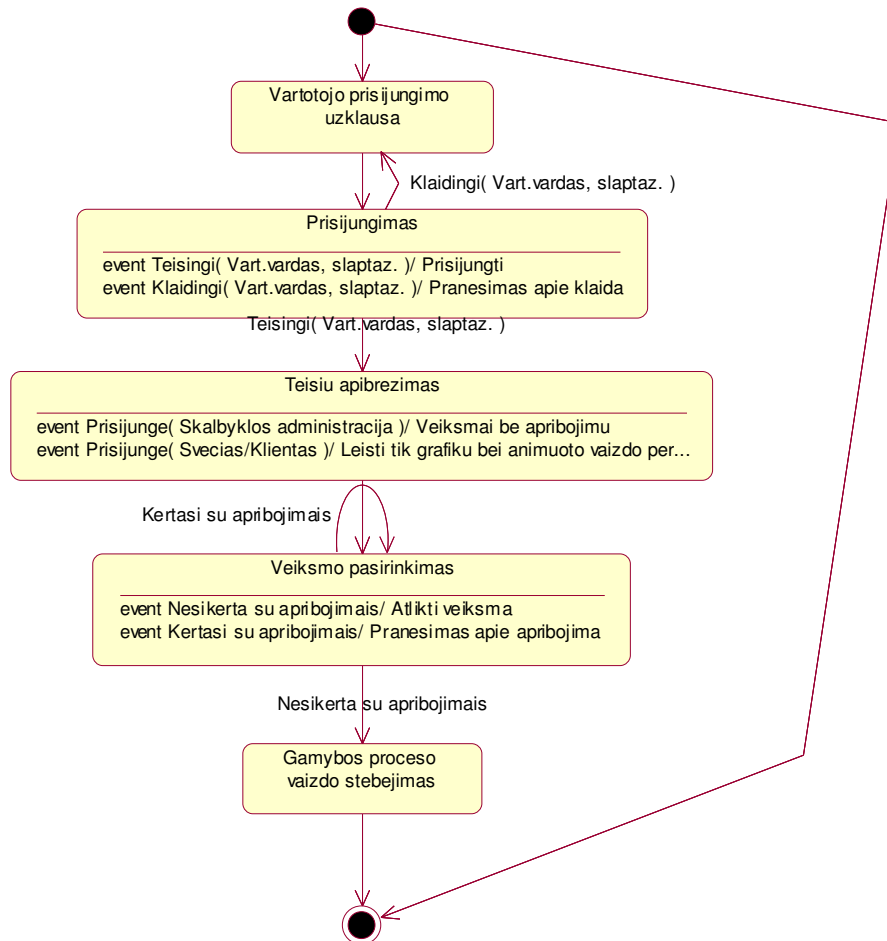 Vartotojo prisijungimo
uzklausa
Klaidingi( Vart.vardas, slaptaz. )
Prisijungimas
event Teisingi( Vart.vardas, slaptaz. )/ Prisijungti
event Klaidingi( Vart.vardas, slaptaz. )/ Pranesimas apie klaida
Teisingi( Vart.vardas, slaptaz. )
Teisiu apibrezimas
event Prisijunge( Skalbyklos administracija )/ Veiksmai be apribojimu
event Prisijunge( Svecias/Klientas )/ Leisti tik grafiku bei animuoto vaizdo per...
Kertasi su apribojimais
Veiksmo pasirinkimas
event Nesikerta su apribojimais/ Atlikti veiksma
event Kertasi su apribojimais/ Pranesimas apie apribojima
Nesikerta su apribojimais
Gamybos proceso
vaizdo stebejimas